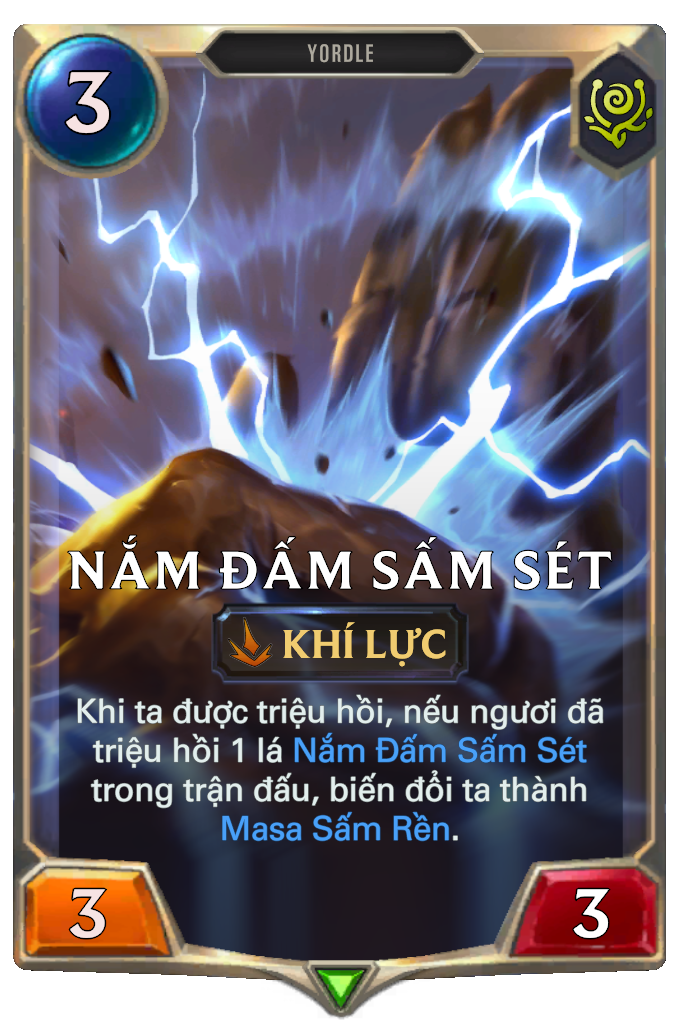 3
YORDLE
NẮM ĐẤM SẤM SÉT
KHÍ LỰC
Khi ta được triệu hồi, nếu ngươi đã
triệu hồi 1 lá Nắm Đấm Sấm Sét
trong trận đấu, biến đổi ta thành
Masa Sấm Rền.
3
3